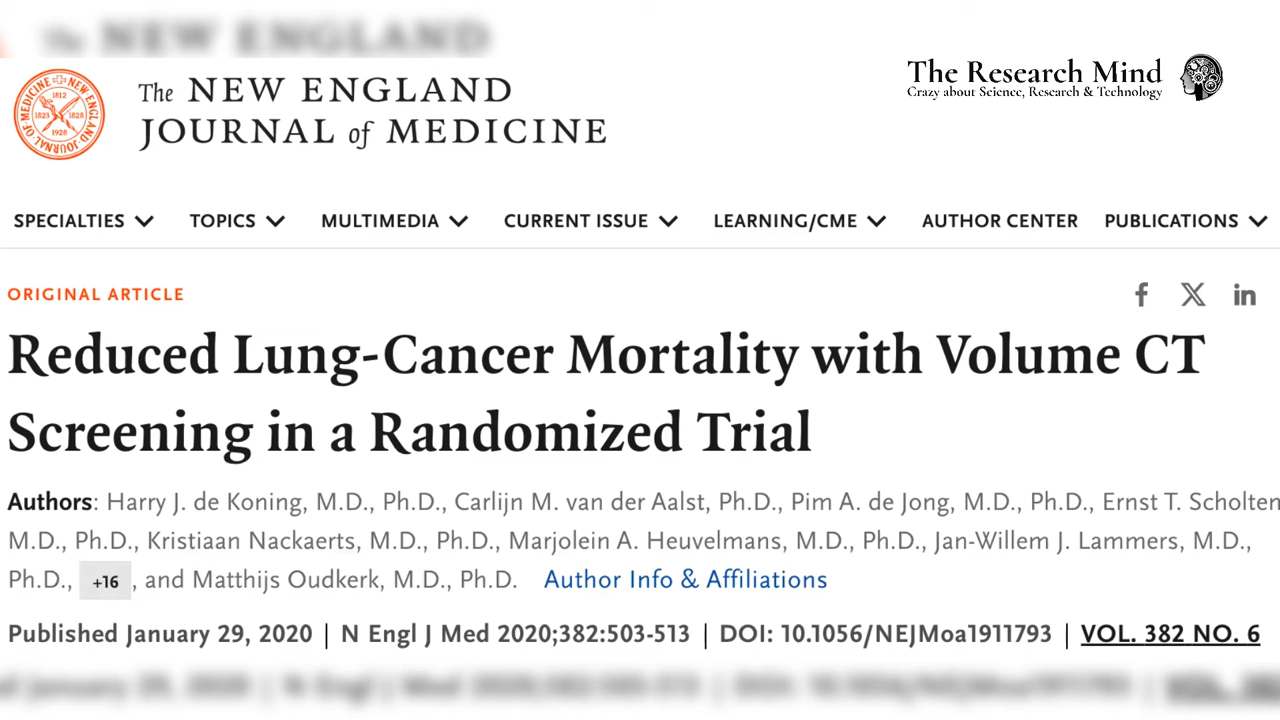 The NEW ENGLAND
The NEW ENGLAND
JOURNAL of MEDICINE
The Research Mind
Crazy about Science, Research & Technology
SPECIALTIES TOPICS MULTIMEDIA CURRENT ISSUE LEARNING/CME AUTHOR CENTER PUBLICATIONS
ORIGINAL ARTICLE
Reduced Lung-Cancer Mortality with Volume CT
Screening in a Randomized Trial
Authors: Harry J. de Koning, M.D., Ph.D., Carlijn M. van der Aalst, Ph.D., Pim A. de Jong, M.D., Ph.D., Ernst T. Scholten
M.D., Ph.D., Kristiaan Nackaerts, M.D., Ph.D., Marjolein A. Heuvelmans, M.D., Ph.D., Jan-Willem J. Lammers, M.D.,
Ph.D., +16 , and Matthijs Oudkerk, M.D., Ph.D. Author Info & Affiliations
Published January 29, 2020 | N Engl J Med 2020;382:503-513 | DOI: 10.1056/NEJMoa1911793 | VOL. 382 NO. 6